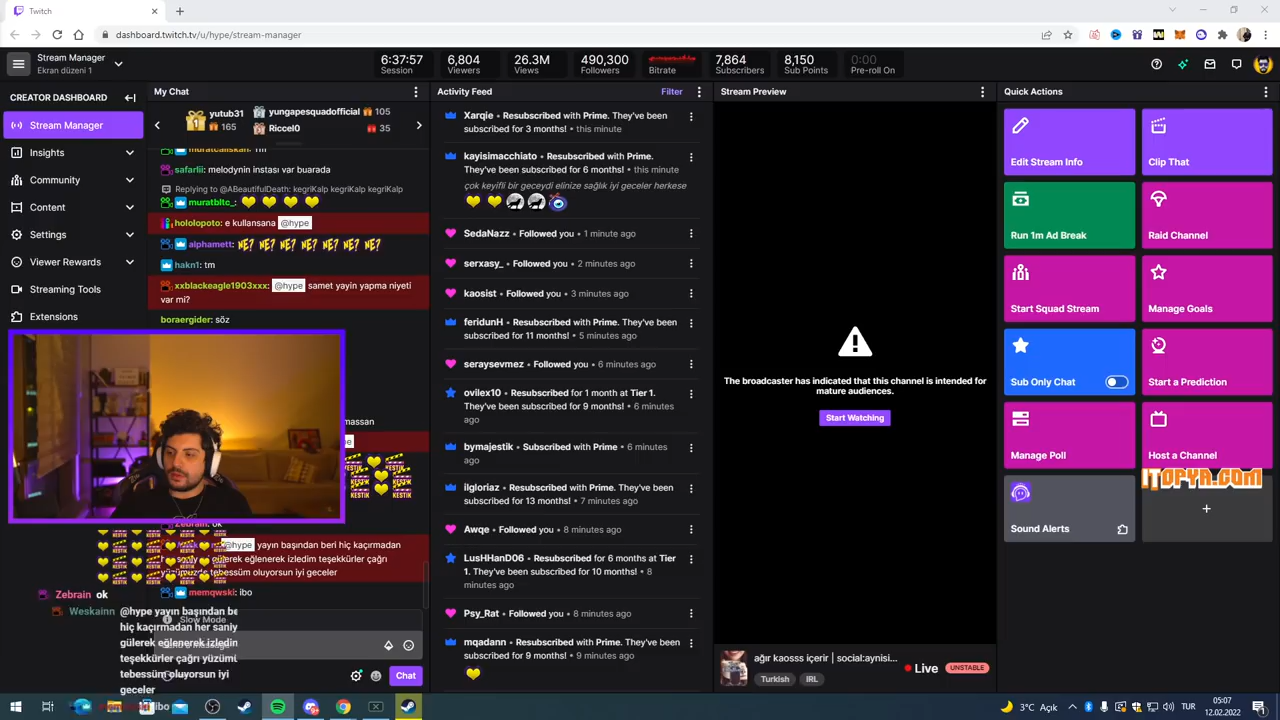 Twitch
dashboard.twitch.tv/u/hype/stream-manager
Stream Manager
Ekran düzeni 1
6:37:57
Session
6,804
Viewers
26.3M
Views
490,300
Followers
Bitrate
7,864
Subscribers
8,150
Sub Points
0:00
Pre-roll On
CREATOR DASHBOARD
Stream Manager
Insights
Community
Content
Settings
Viewer Rewards
Streaming Tools
Extensions
My Chat
1
yutub31
165
yungapesquadofficial 105
Riccel0 35
muratcaliskan: tm
safarlii: melodynin instası var buarada
Replying to @ABeautifulDeath: kegriKalp kegriKalp kegriKalp
muratbltc_:
hololopoto: e kullansana @hype
alphamett: NE? NE? NE? NE? NE? NE? NE?
hakn1: tm
xxblackeagle1903xxx: @hype samet yayin yapma niyeti
var mi?
boraergider: söz
massan
KESTİK KESTİK
KESTİK KESTİK
Zebrain: ok
@hype yayın başından beri hiç kaçırmadan
gülerek eğlenerek izledim teşekkürler çağrı
tebessüm oluyorsun iyi geceler
memqwski: ibo
Slow Mode
Chat
Zebrain ok
Weskainn @hype yayın başından be
hiç kaçırmadan her saniy
gülerek eğlenerek izledin
teşekkürler çağrı yüzümü
tebessüm oluyorsun iyi
geceler
ibo
Activity Feed
Filter
Xarqie • Resubscribed with Prime. They've been
subscribed for 3 months! • this minute
kayisimacchiato • Resubscribed with Prime.
They've been subscribed for 6 months! • this minute
çok keyifli bir geceydi elinize sağlık iyi geceler herkese
SedaNazz • Followed you • 1 minute ago
serxasy_ • Followed you • 2 minutes ago
kaosist • Followed you • 3 minutes ago
feridunH • Resubscribed with Prime. They've been
subscribed for 11 months! • 5 minutes ago
seraysevmez • Followed you • 6 minutes ago
ovilex10 • Resubscribed for 1 month at Tier 1.
They've been subscribed for 9 months! • 6 minutes
ago
bymajestik • Subscribed with Prime • 6 minutes
ago
ilgloriaz • Resubscribed with Prime. They've been
subscribed for 13 months! • 7 minutes ago
Awqe • Followed you • 8 minutes ago
LusHHanD06 • Resubscribed for 6 months at Tier
1. They've been subscribed for 10 months! • 8
minutes ago
Psy_Rat • Followed you • 8 minutes ago
mqadann • Resubscribed with Prime. They've been
subscribed for 9 months! • 9 minutes ago
Stream Preview
The broadcaster has indicated that this channel is intended for
mature audiences.
Start Watching
ağır kaosss içerir | social:aynisi...
Turkish
IRL
Live
UNSTABLE
Quick Actions
Edit Stream Info
Clip That
Run 1m Ad Break
Raid Channel
Start Squad Stream
Manage Goals
Sub Only Chat
Start a Prediction
Manage Poll
Host a Channel
ITOPYA.COM
Sound Alerts
3°C Açık
TUR
05:07
12.02.2022
1